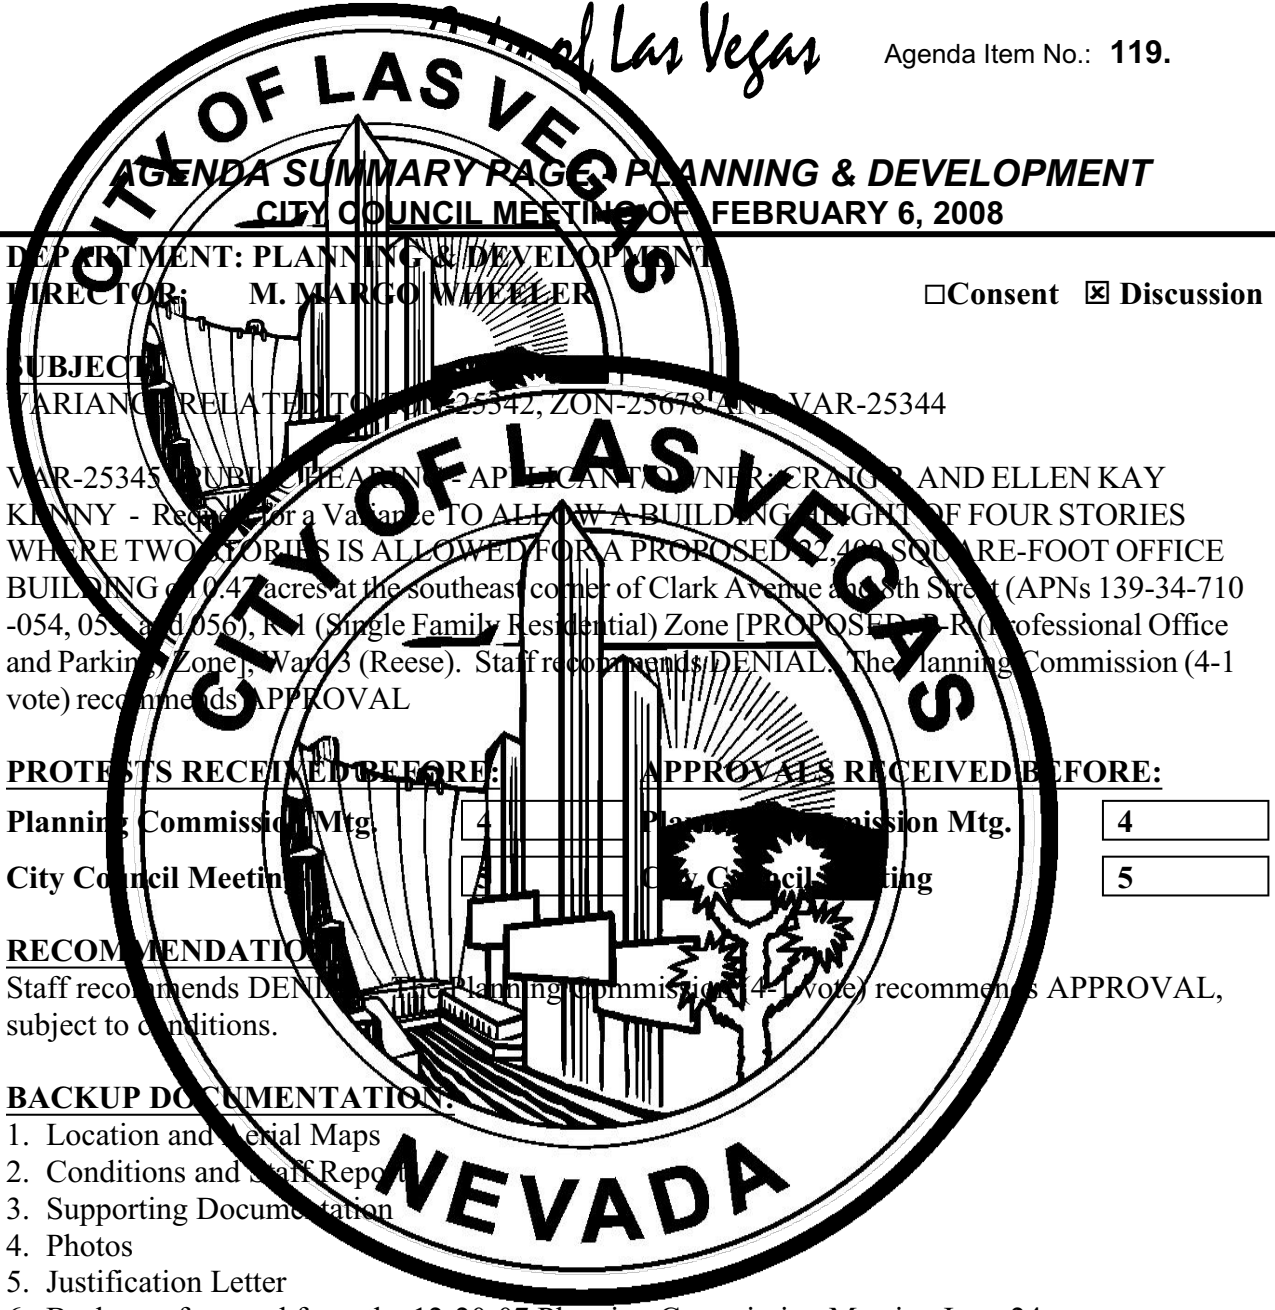 City of Las Vegas
Agenda Item No.: 119.
AGENDA SUMMARY PAGE - PLANNING & DEVELOPMENT
CITY COUNCIL MEETING OF: FEBRUARY 6, 2008
DEPARTMENT: PLANNING & DEVELOPMENT
DIRECTOR: M. MARGO WHEELER
☐Consent ☒ Discussion
SUBJECT:
VARIANCE RELATED TO 25342, ZON-25678 AND VAR-25344
VAR-25345 PUBLIC HEARING - APPLICANT/OWNER: CRAIG P. AND ELLEN KAY
KENNY - Request for a Variance TO ALLOW A BUILDING HEIGHT OF FOUR STORIES
WHERE TWO STORIES IS ALLOWED FOR A PROPOSED 22,400 SQUARE-FOOT OFFICE
BUILDING on 0.47 acres at the southeast corner of Clark Avenue and 8th Street (APNs 139-34-710
-054, 055, and 056), R-1 (Single Family Residential) Zone [PROPOSED: P-R (Professional Office
and Parking) Zone], Ward 3 (Reese). Staff recommends DENIAL. The Planning Commission (4-1
vote) recommends APPROVAL
PROTESTS RECEIVED BEFORE:
APPROVALS RECEIVED BEFORE:
Planning Commission Mtg. 4
Planning Commission Mtg. 4
City Council Meeting
City Council Meeting 5
RECOMMENDATION:
Staff recommends DENIAL. The Planning Commission (4-1 vote) recommends APPROVAL,
subject to conditions.
BACKUP DOCUMENTATION:
1. Location and Aerial Maps
2. Conditions and Staff Report
3. Supporting Documentation
4. Photos
5. Justification Letter
CITY OF LAS VEGAS
CITY OF LAS VEGAS
NEVADA